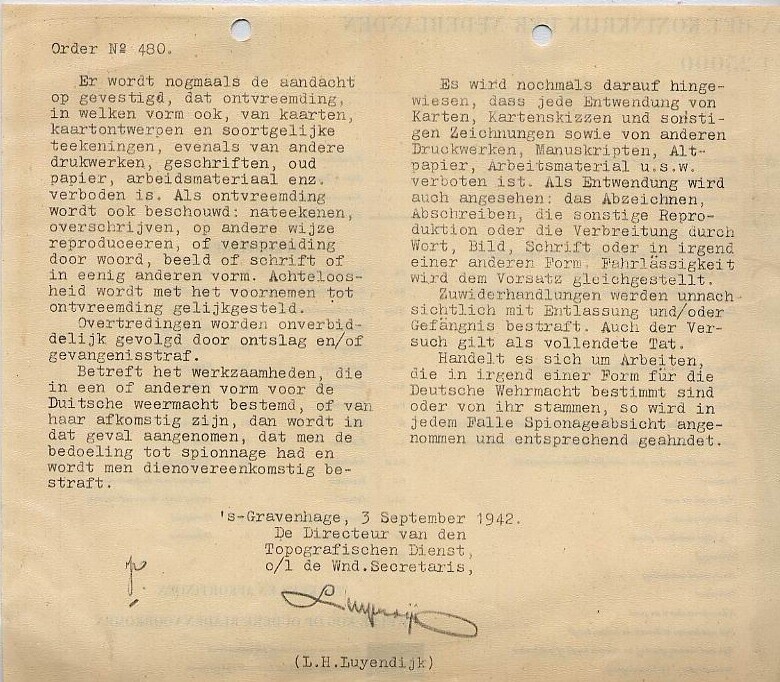 Order Nº 480.
Er wordt nogmaals de aandacht
op gevestigd, dat ontvreemding,
in welken vorm ook, van kaarten,
kaartontwerpen en soortgelijke
teekeningen, evenals van andere
drukwerken, geschriften, oud
papier, arbeidsmateriaal enz.
verboden is. Als ontvreemding
wordt ook beschouwd: nateekenen,
overschrijven, op andere wijze
reproduceeren, of verspreiding
door woord, beeld of schrift of
in eenig anderen vorm. Achteloos-
heid wordt met het voornemen tot
ontvreemding gelijkgesteld.
Overtredingen worden onverbid-
delijk gevolgd door ontslag en/of
gevangenisstraf.
Betreft het werkzaamheden, die
in een of anderen vorm voor de
Duitsche weermacht bestemd, of van
haar afkomstig zijn, dan wordt in
dat geval aangenomen, dat men de
bedoeling tot spionnage had en
wordt men dienovereenkomstig be-
straft.
Es wird nochmals darauf hinge-
wiesen, dass jede Entwendung von
Karten, Kartenskizzen und sonsti-
gen Zeichnungen sowie von anderen
Druckwerken, Manuskripten, Alt-
papier, Arbeitsmaterial u.s.w.
verboten ist. Als Entwendung wird
auch angesehen: das Abzeichnen,
Abschreiben, die sonstige Repro-
duktion oder die Verbreitung durch
Wort, Bild, Schrift oder in irgend
einer anderen Form. Fahrlässigkeit
wird dem Vorsatz gleichgestellt.
Zuwiderhandlungen werden unnach-
sichtlich mit Entlassung und/oder
Gefängnis bestraft. Auch der Ver-
such gilt als vollendete Tat.
Handelt es sich um Arbeiten,
die in irgend einer Form für die
Deutsche Wehrmacht bestimmt sind
oder von ihr stammen, so wird in
jedem Falle Spionageabsicht ange-
nommen und entsprechend geahndet.
's-Gravenhage, 3 September 1942.
De Directeur van den
Topografischen Dienst,
o/l de Wnd.Secretaris,
(L.H.Luyendijk)